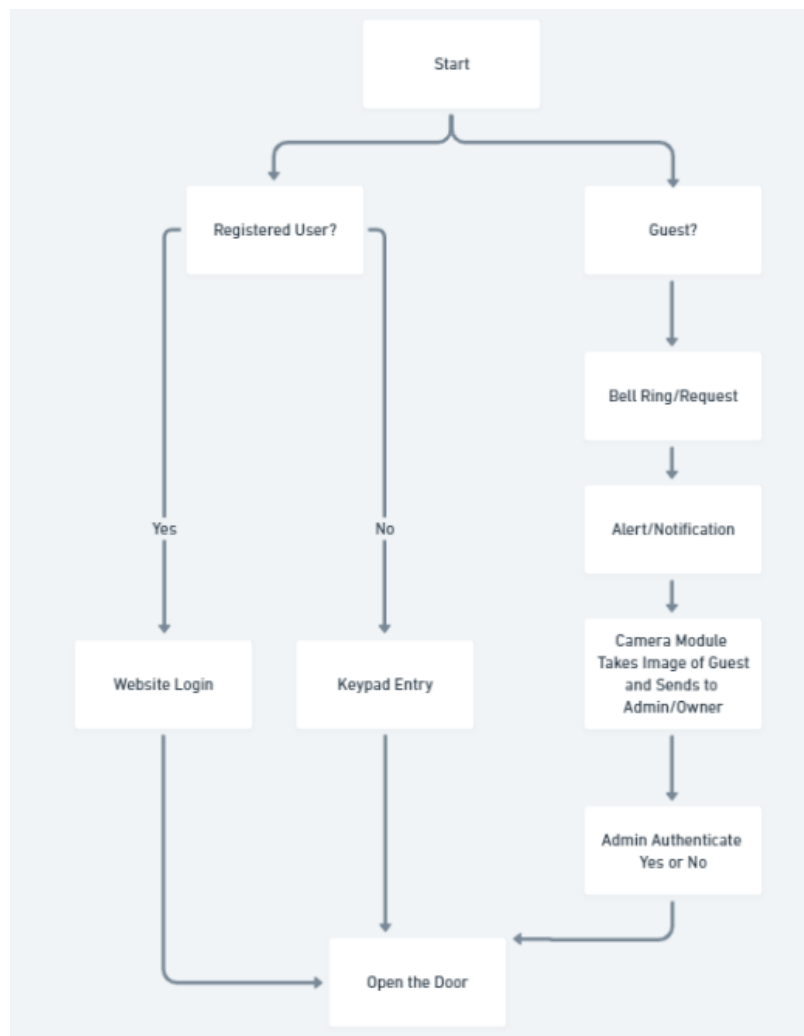 Start
Registered User?
Guest?
Bell Ring/Request
Yes
No
Alert/Notification
Camera Module
Takes Image of Guest
and Sends to
Admin/Owner
Website Login
Keypad Entry
Admin Authenticate
Yes or No
Open the Door